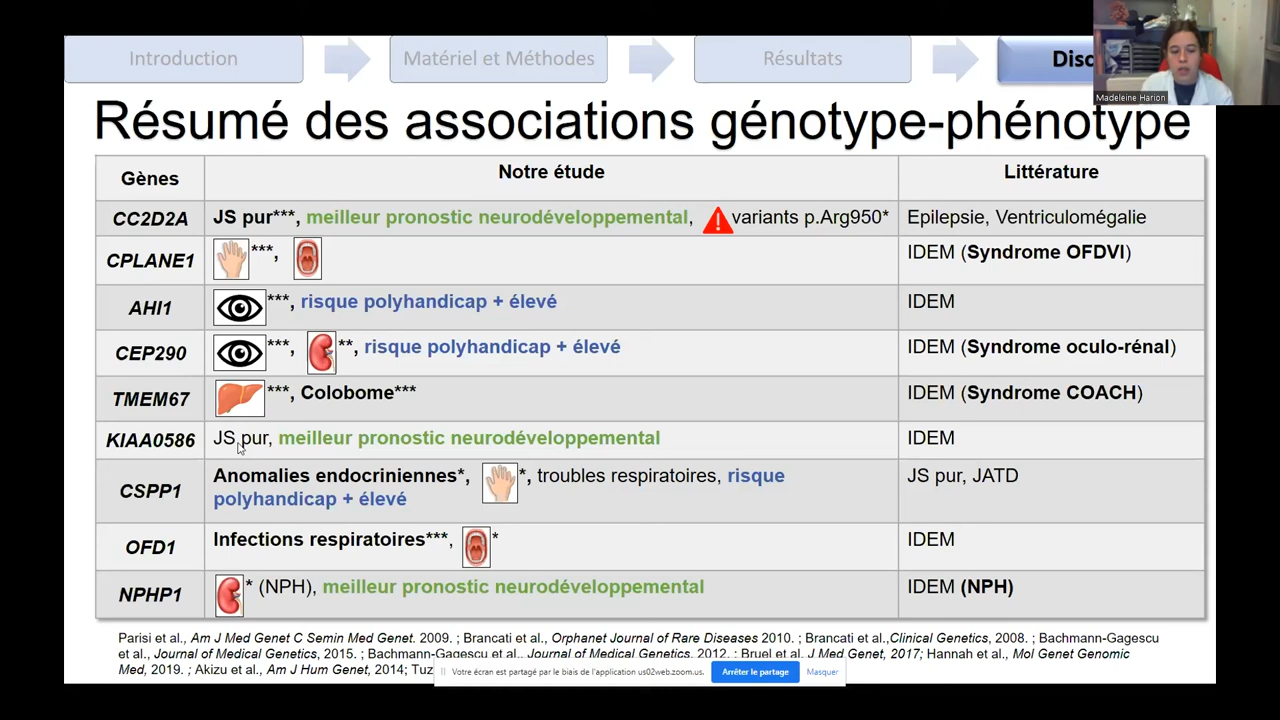 Introduction
Matériel et Méthodes
Résultats
Disc
Madeleine Harion
Résumé des associations génotype-phénotype
Gènes
Notre étude
Littérature
CC2D2A
JS pur***, meilleur pronostic neurodéveloppemental, variants p.Arg950*
Epilepsie, Ventriculomégalie
CPLANE1
***,
IDEM (Syndrome OFDVI)
AHI1
***, risque polyhandicap + élevé
IDEM
CEP290
***, **, risque polyhandicap + élevé
IDEM (Syndrome oculo-rénal)
TMEM67
***, Colobome***
IDEM (Syndrome COACH)
KIAA0586
JS pur, meilleur pronostic neurodéveloppemental
IDEM
CSPP1
Anomalies endocriniennes*, *, troubles respiratoires, risque
polyhandicap + élevé
JS pur, JATD
OFD1
Infections respiratoires***, *
IDEM
NPHP1
* (NPH), meilleur pronostic neurodéveloppemental
IDEM (NPH)
Parisi et al., Am J Med Genet C Semin Med Genet. 2009. ; Brancati et al., Orphanet Journal of Rare Diseases 2010. ; Brancati et al.,Clinical Genetics, 2008. ; Bachmann-Gagescu
et al., Journal of Medical Genetics, 2015. ; Bachmann-Gagescu et al., Journal of Medical Genetics, 2012. ; Bruel et al., J Med Genet, 2017; Hannah et al., Mol Genet Genomic
Med, 2019. ; Akizu et al., Am J Hum Genet, 2014; Tuz
Votre écran est partagé par le biais de l'application us02web.zoom.us.
Arrêter le partage
Masquer